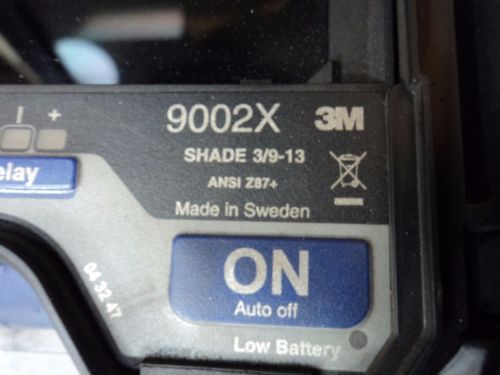 9002X 3M
SHADE 3/9-13
ANSI Z87+
Made in Sweden
I +
elay
ON
Auto off
04 32 47
Low Battery